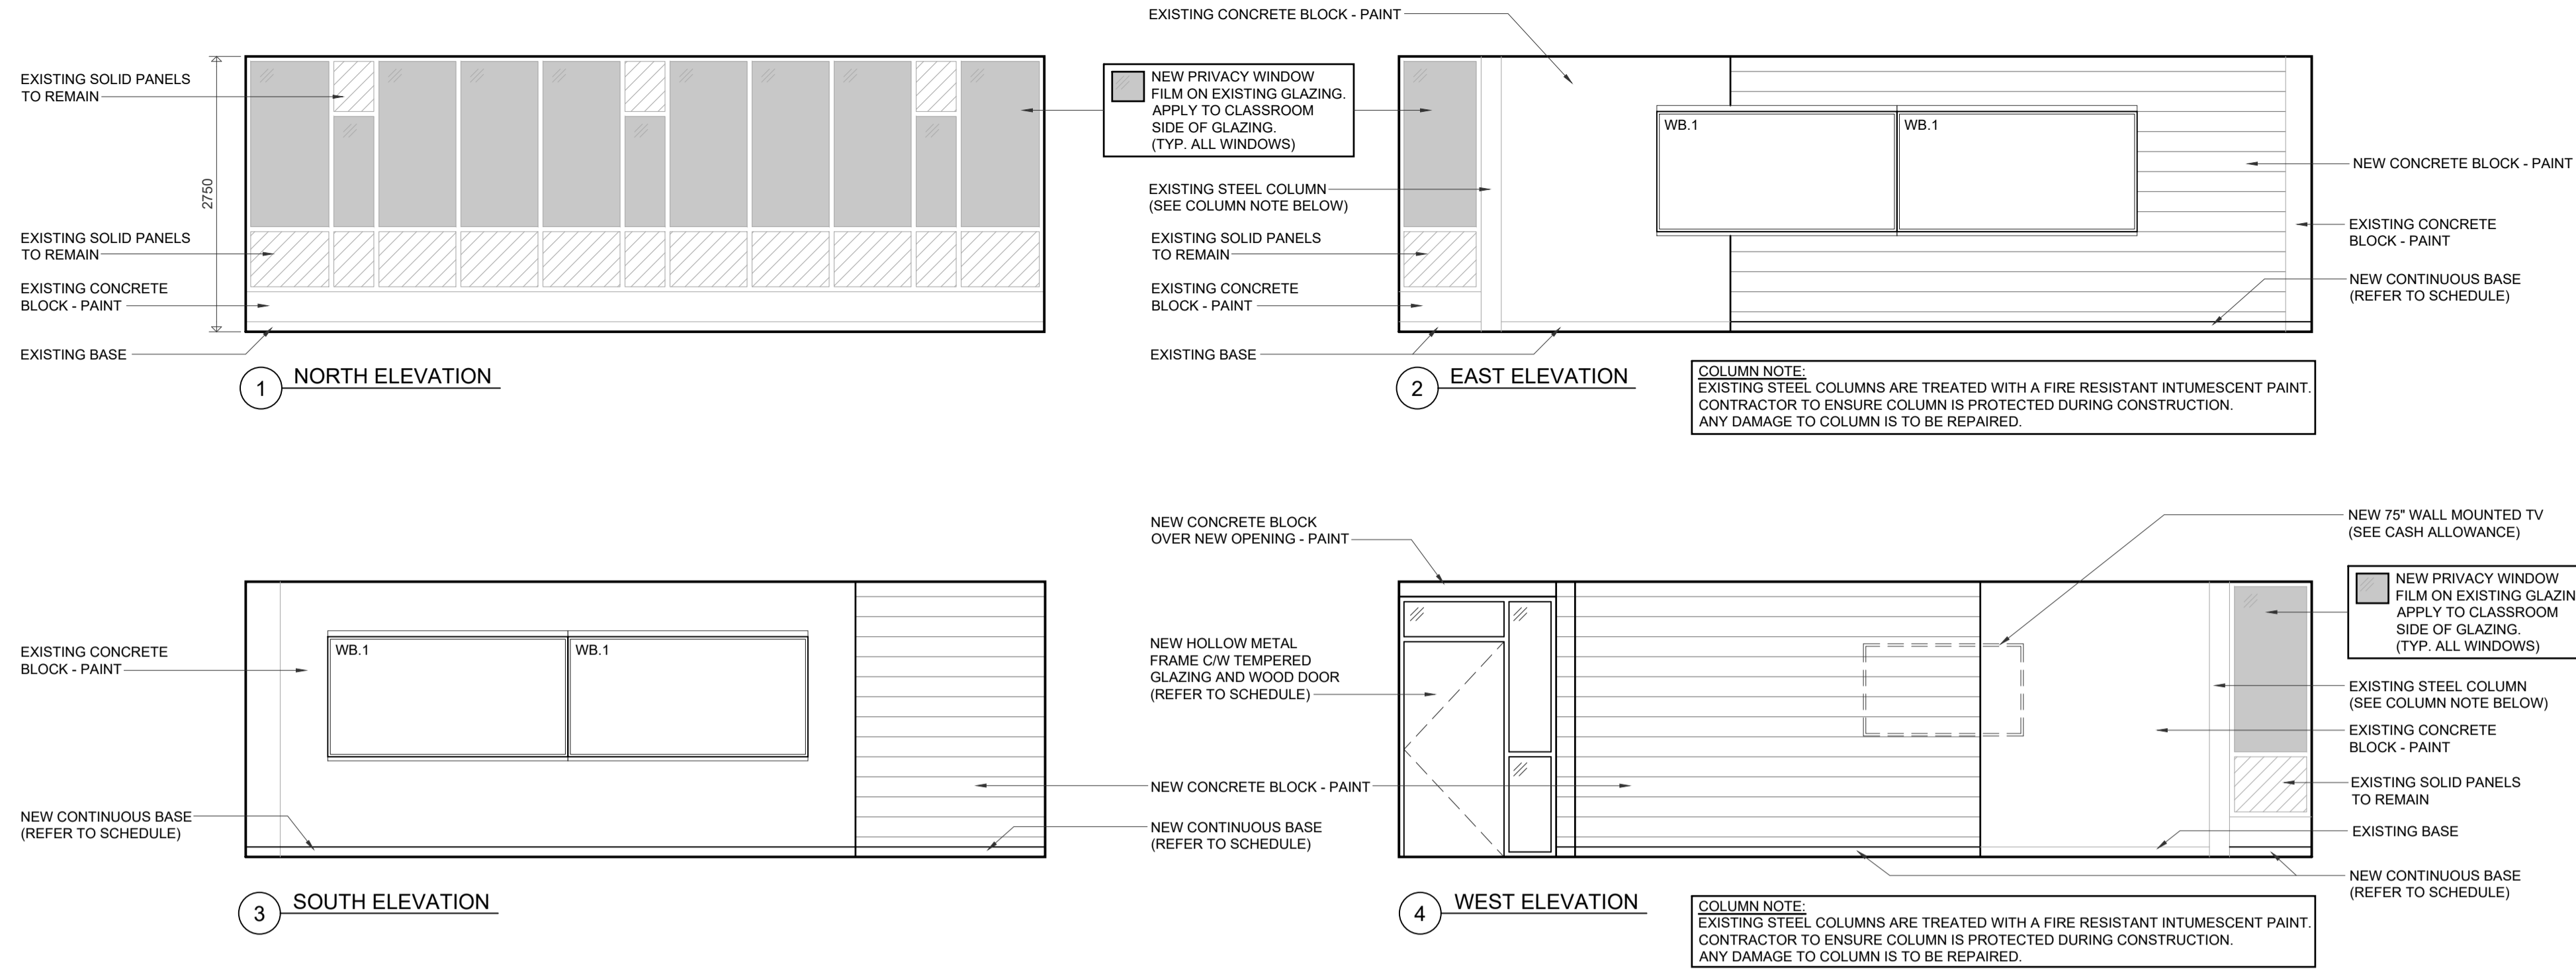 EXISTING SOLID PANELS
TO REMAIN
2750
EXISTING SOLID PANELS
TO REMAIN
EXISTING CONCRETE
BLOCK - PAINT
EXISTING BASE
1
NORTH ELEVATION
EXISTING CONCRETE BLOCK - PAINT
NEW PRIVACY WINDOW
FILM ON EXISTING GLAZING.
APPLY TO CLASSROOM
SIDE OF GLAZING.
(TYP. ALL WINDOWS)
EXISTING STEEL COLUMN
(SEE COLUMN NOTE BELOW)
EXISTING SOLID PANELS
TO REMAIN
EXISTING CONCRETE
BLOCK - PAINT
EXISTING BASE
WB.1
WB.1
NEW CONCRETE BLOCK - PAINT
EXISTING CONCRETE
BLOCK - PAINT
NEW CONTINUOUS BASE
(REFER TO SCHEDULE)
2
EAST ELEVATION
COLUMN NOTE:
EXISTING STEEL COLUMNS ARE TREATED WITH A FIRE RESISTANT INTUMESCENT PAINT.
CONTRACTOR TO ENSURE COLUMN IS PROTECTED DURING CONSTRUCTION.
ANY DAMAGE TO COLUMN IS TO BE REPAIRED.
EXISTING CONCRETE
BLOCK - PAINT
NEW CONTINUOUS BASE
(REFER TO SCHEDULE)
WB.1
WB.1
3
SOUTH ELEVATION
NEW CONCRETE BLOCK
OVER NEW OPENING - PAINT
NEW HOLLOW METAL
FRAME C/W TEMPERED
GLAZING AND WOOD DOOR
(REFER TO SCHEDULE)
NEW CONCRETE BLOCK - PAINT
NEW CONTINUOUS BASE
(REFER TO SCHEDULE)
NEW 75" WALL MOUNTED TV
(SEE CASH ALLOWANCE)
NEW PRIVACY WINDOW
FILM ON EXISTING GLAZIN
APPLY TO CLASSROOM
SIDE OF GLAZING.
(TYP. ALL WINDOWS)
EXISTING STEEL COLUMN
(SEE COLUMN NOTE BELOW)
EXISTING CONCRETE
BLOCK - PAINT
EXISTING SOLID PANELS
TO REMAIN
EXISTING BASE
NEW CONTINUOUS BASE
(REFER TO SCHEDULE)
4
WEST ELEVATION
COLUMN NOTE:
EXISTING STEEL COLUMNS ARE TREATED WITH A FIRE RESISTANT INTUMESCENT PAINT.
CONTRACTOR TO ENSURE COLUMN IS PROTECTED DURING CONSTRUCTION.
ANY DAMAGE TO COLUMN IS TO BE REPAIRED.